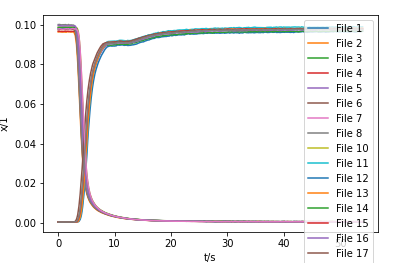 0.10
0.08
0.06
0.04
0.02
0.00
x/1
0
10
20
30
40
t/s
File 1
File 2
File 3
File 4
File 5
File 6
File 7
File 8
File 10
File 11
File 12
File 13
File 14
File 15
File 16
File 17